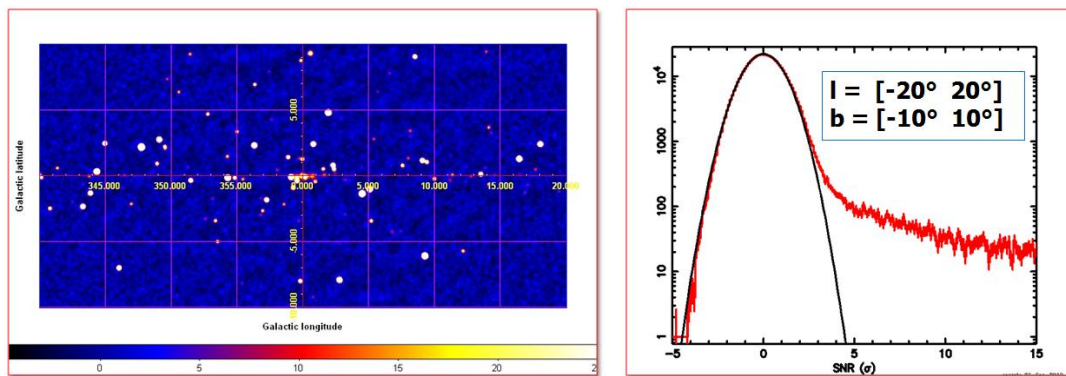 Galactic latitude
5.000
345.000 350.000 355.000 0.000 5.000 10.000 15.000 20.000
-5.000
-10.000
Galactic longitude
0 5 10 15 20
l = [-20° 20°]
b = [-10° 10°]
10⁴
1000
100
10
1
-5 0 5 10 15
SNR (σ)